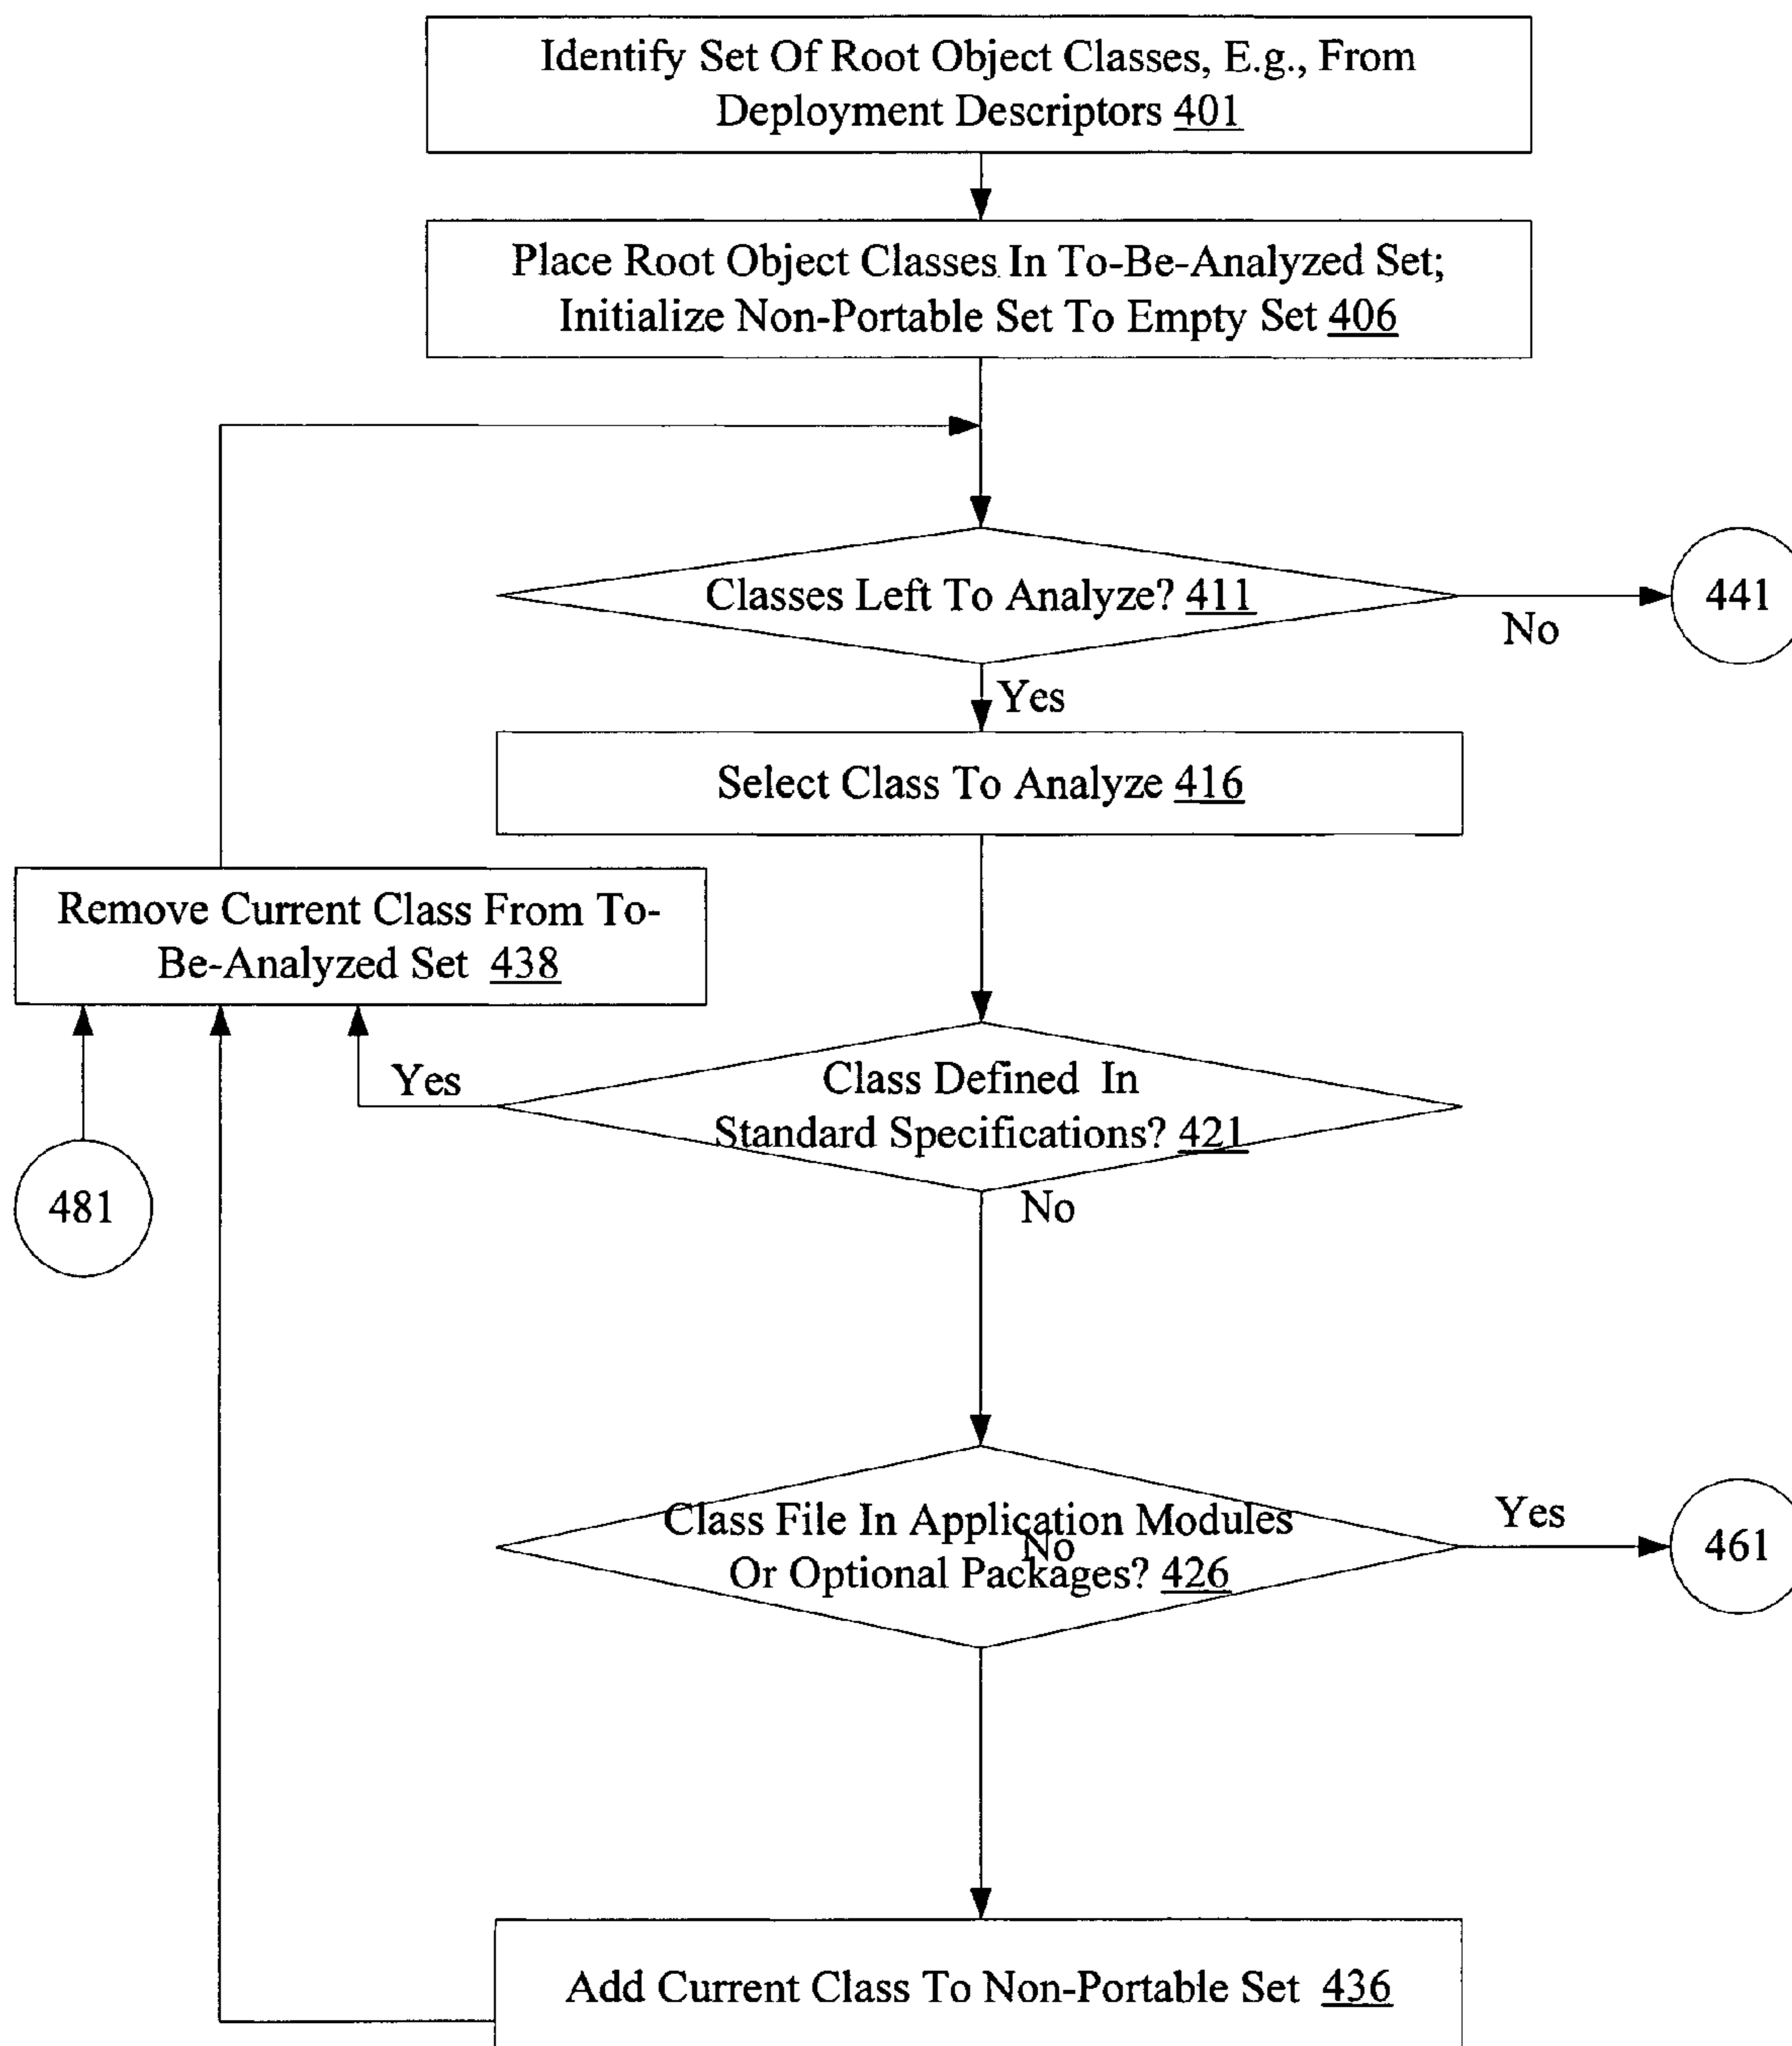 Identify Set Of Root Object Classes, E.g., From
Deployment Descriptors 401
Place Root Object Classes In To-Be-Analyzed Set;
Initialize Non-Portable Set To Empty Set 406
Classes Left To Analyze? 411
441
No
Yes
Select Class To Analyze 416
Remove Current Class From To-
Be-Analyzed Set 438
Class Defined In
Standard Specifications? 421
Yes
481
No
Class File In Application Modules
Or Optional Packages? 426
No
Yes
461
Add Current Class To Non-Portable Set 436